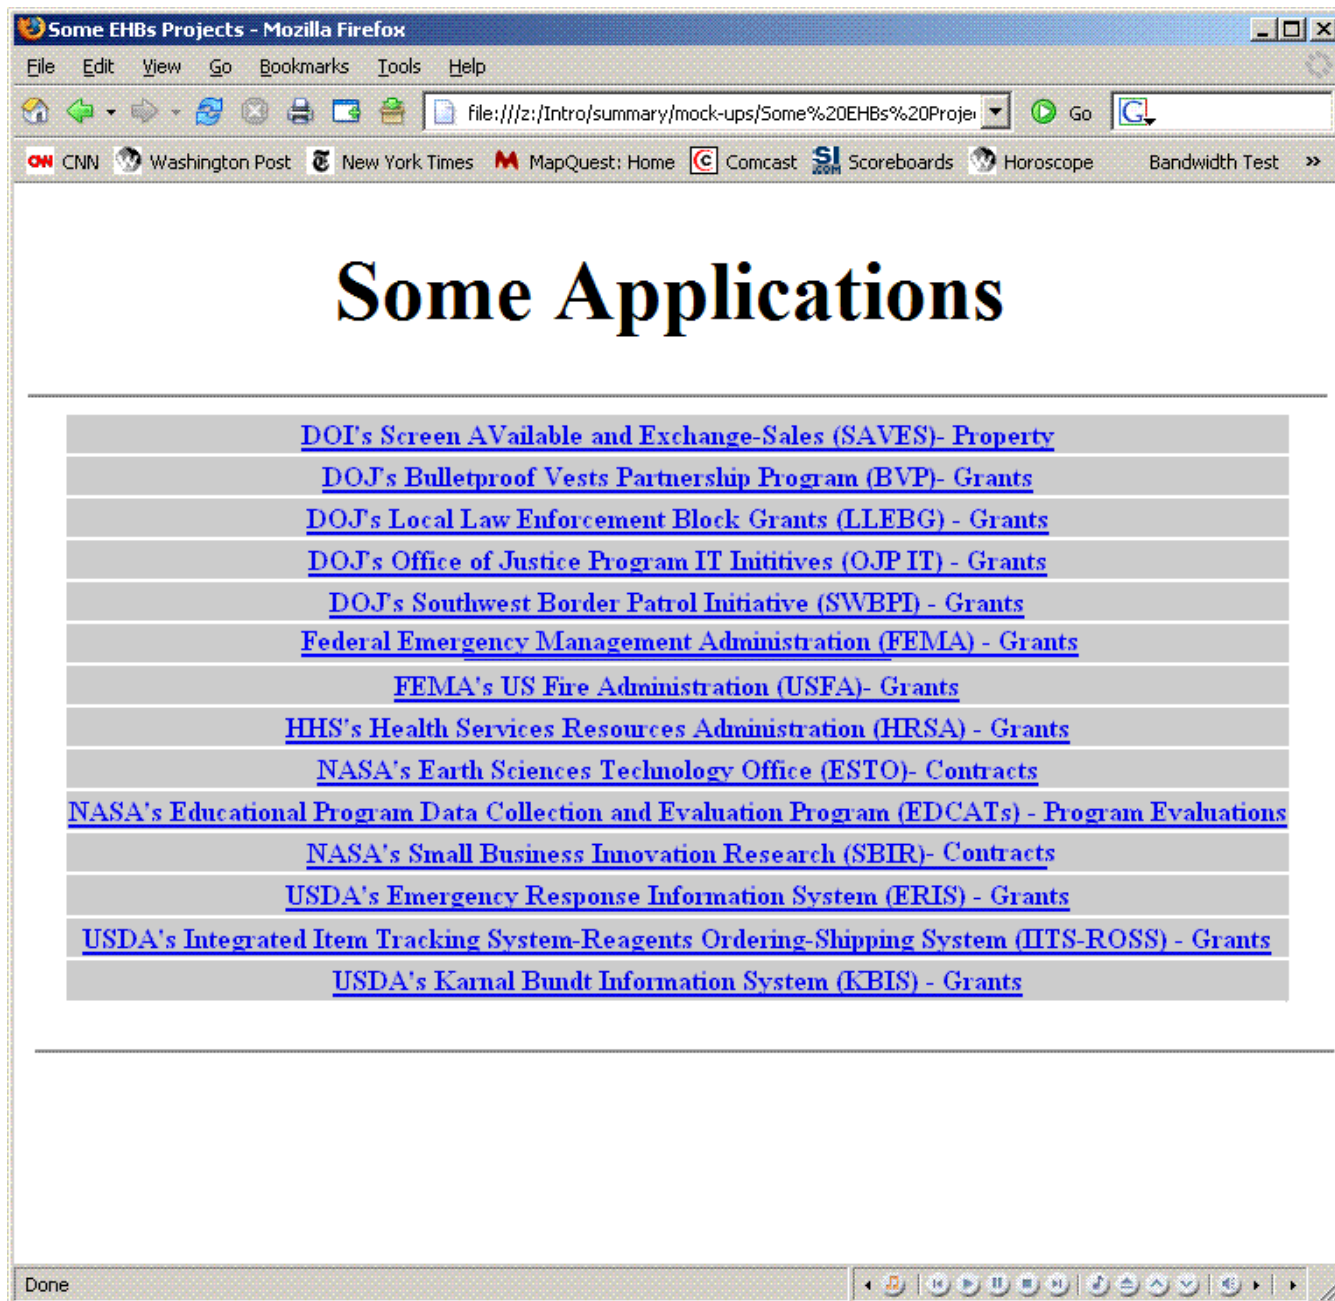 Some EHBs Projects - Mozilla Firefox
File Edit View Go Bookmarks Tools Help
file:///z:/Intro/summary/mock-ups/Some%20EHBs%20Proje Go G
CNN CNN Washington Post New York Times MapQuest: Home Comcast SI.COM Scoreboards Horoscope Bandwidth Test »
Some Applications
DOI's Screen AVailable and Exchange-Sales (SAVES)- Property
DOJ's Bulletproof Vests Partnership Program (BVP)- Grants
DOJ's Local Law Enforcement Block Grants (LLEBG) - Grants
DOJ's Office of Justice Program IT Inititives (OJP IT) - Grants
DOJ's Southwest Border Patrol Initiative (SWBPI) - Grants
Federal Emergency Management Administration (FEMA) - Grants
FEMA's US Fire Administration (USFA)- Grants
HHS's Health Services Resources Administration (HRSA) - Grants
NASA's Earth Sciences Technology Office (ESTO)- Contracts
NASA's Educational Program Data Collection and Evaluation Program (EDCATs) - Program Evaluations
NASA's Small Business Innovation Research (SBIR)- Contracts
USDA's Emergency Response Information System (ERIS) - Grants
USDA's Integrated Item Tracking System-Reagents Ordering-Shipping System (IITS-ROSS) - Grants
USDA's Karnal Bundt Information System (KBIS) - Grants
Done